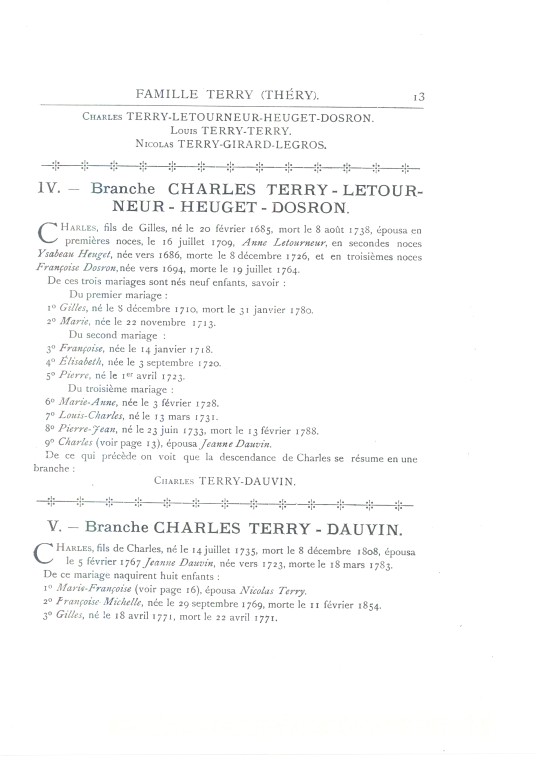 FAMILLE TERRY (THÉRY). 13
CHARLES TERRY-LETOURNEUR-HEUGET-DOSRON.
LOUIS TERRY-TERRY.
NICOLAS TERRY-GIRARD-LEGROS.
IV. — Branche CHARLES TERRY - LETOUR-
NEUR - HEUGET - DOSRON.
CHARLES, fils de Gilles, né le 20 février 1685, mort le 8 août 1738, épousa en
premières noces, le 16 juillet 1709, Anne Letourneur, en secondes noces
Ysabeau Heuget, née vers 1686, morte le 8 décembre 1726, et en troisièmes noces
Françoise Dosron, née vers 1694, morte le 19 juillet 1764.
De ces trois mariages sont nés neuf enfants, savoir :
Du premier mariage :
1º Gilles, né le 8 décembre 1710, mort le 31 janvier 1780.
2º Marie, née le 22 novembre 1713.
Du second mariage :
3º Françoise, née le 14 janvier 1718.
4º Élisabeth, née le 3 septembre 1720.
5º Pierre, né le 1er avril 1723.
Du troisième mariage :
6º Marie-Anne, née le 3 février 1728.
7º Louis-Charles, né le 13 mars 1731.
8º Pierre-Jean, né le 23 juin 1733, mort le 13 février 1788.
9º Charles (voir page 13), épousa Jeanne Dauvin.
De ce qui précède on voit que la descendance de Charles se résume en une
branche :
CHARLES TERRY-DAUVIN.
V. — Branche CHARLES TERRY - DAUVIN.
CHARLES, fils de Charles, né le 14 juillet 1735, mort le 8 décembre 1808, épousa
le 5 février 1767 Jeanne Dauvin, née vers 1723, morte le 18 mars 1783.
De ce mariage naquirent huit enfants :
1º Marie-Françoise (voir page 16), épousa Nicolas Terry.
2º Françoise-Michelle, née le 29 septembre 1769, morte le 11 février 1854.
3º Gilles, né le 18 avril 1771, mort le 22 avril 1771.